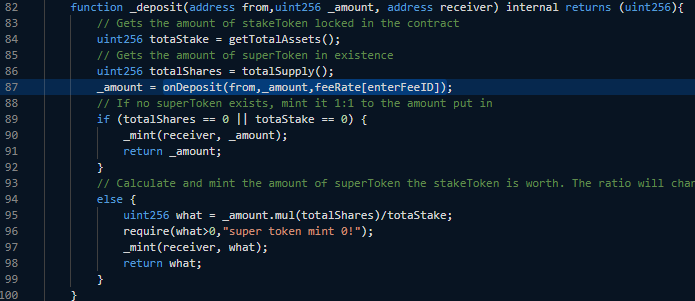 82 function _deposit(address from,uint256 _amount, address receiver) internal returns (uint256){
83 // Gets the amount of stakeToken locked in the contract
84 uint256 totaStake = getTotalAssets();
85 // Gets the amount of superToken in existence
86 uint256 totalShares = totalSupply();
87 _amount = onDeposit(from,_amount,feeRate[enterFeeID]);
88 // If no superToken exists, mint it 1:1 to the amount put in
89 if (totalShares == 0 || totaStake == 0) {
90 _mint(receiver, _amount);
91 return _amount;
92 }
93 // Calculate and mint the amount of superToken the stakeToken is worth. The ratio will
94 else {
95 uint256 what = _amount.mul(totalShares)/totaStake;
96 require(what>0,"super token mint 0!");
97 _mint(receiver, what);
98 return what;
99 }
100 }